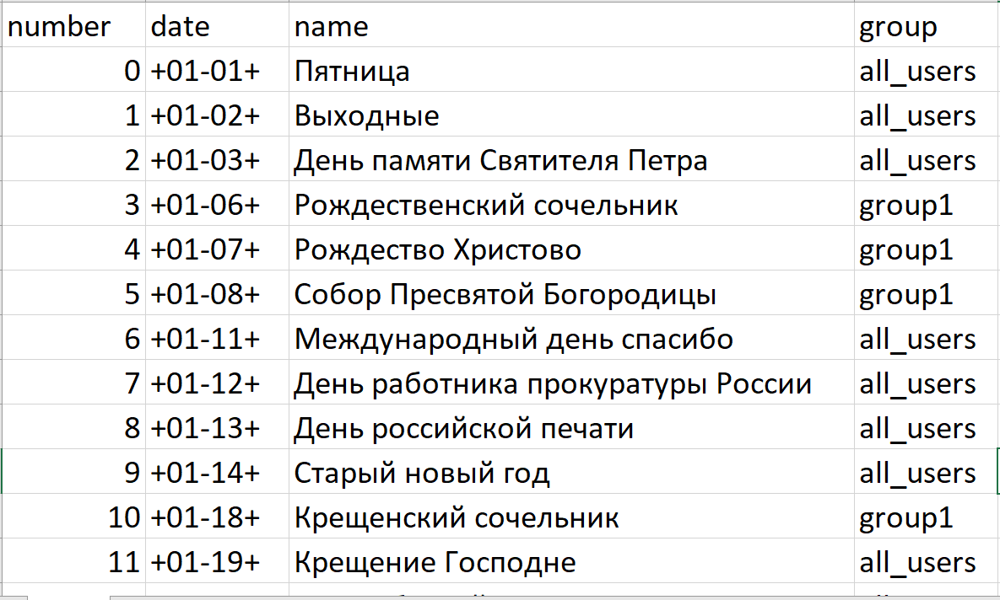 number date name group
0 +01-01+ Пятница all_users
1 +01-02+ Выходные all_users
2 +01-03+ День памяти Святителя Петра all_users
3 +01-06+ Рождественский сочельник group1
4 +01-07+ Рождество Христово group1
5 +01-08+ Собор Пресвятой Богородицы group1
6 +01-11+ Международный день спасибо all_users
7 +01-12+ День работника прокуратуры России all_users
8 +01-13+ День российской печати all_users
9 +01-14+ Старый новый год all_users
10 +01-18+ Крещенский сочельник group1
11 +01-19+ Крещение Господне all_users